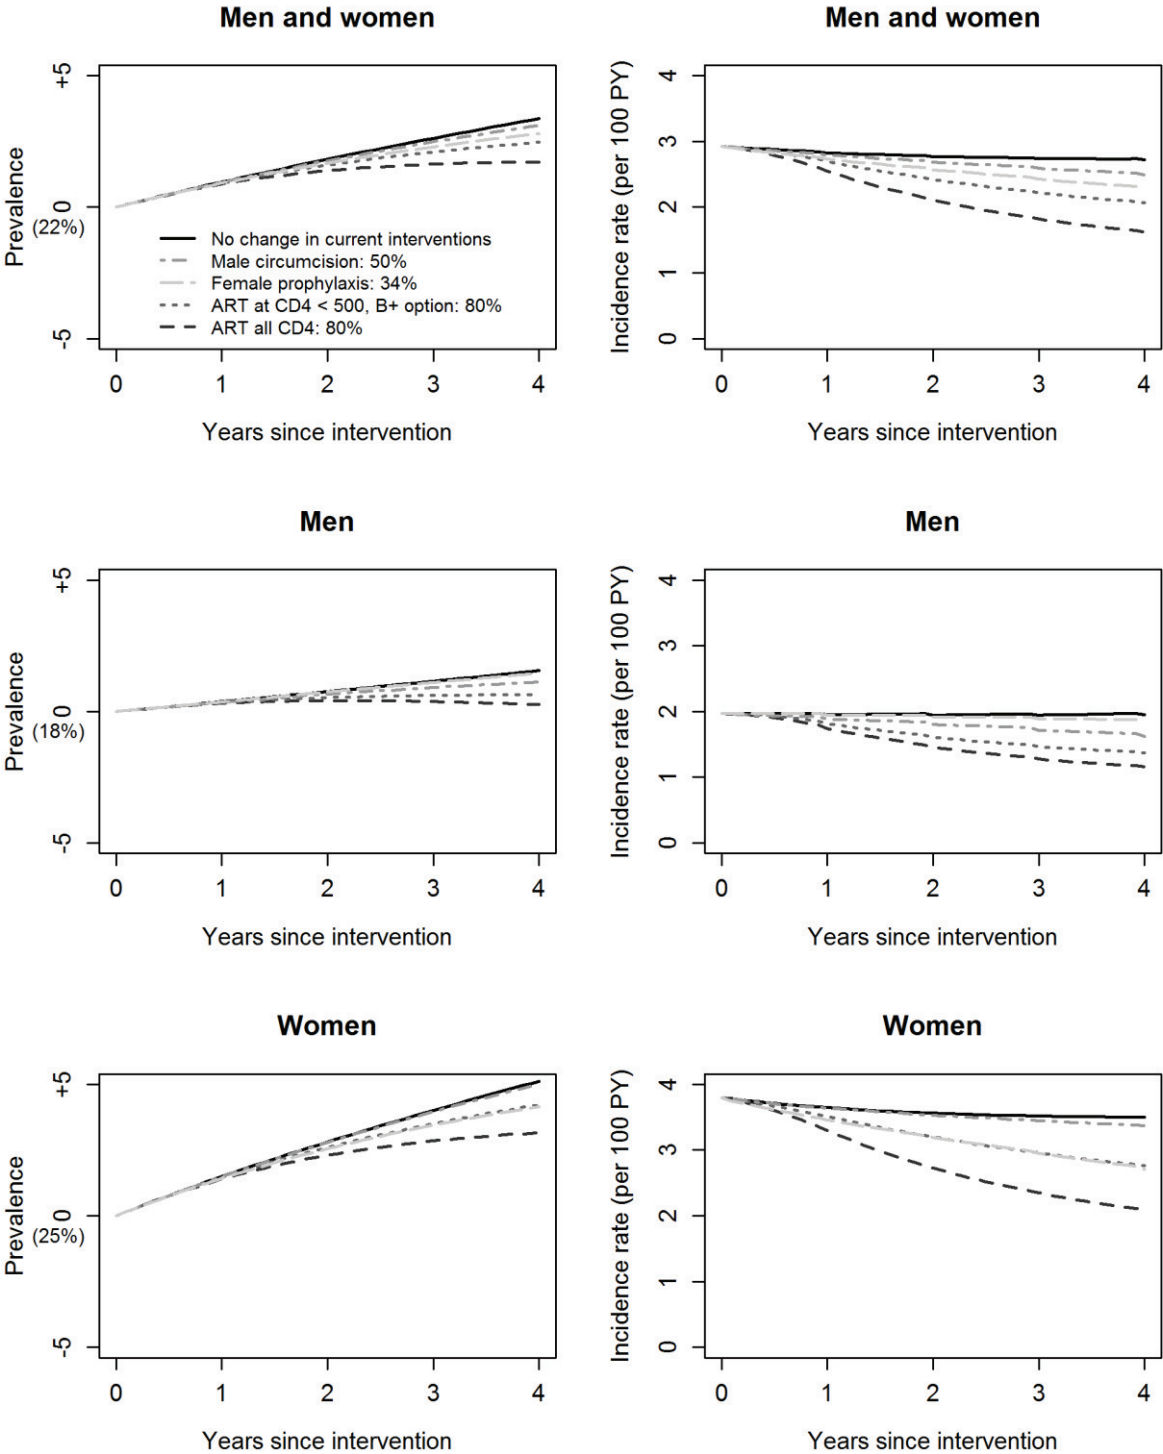 Men and women
Prevalence
+5
0
(22%)
-5
No change in current interventions
Male circumcision: 50%
Female prophylaxis: 34%
ART at CD4 < 500, B+ option: 80%
ART all CD4: 80%
0 1 2 3 4
Years since intervention
Men and women
Incidence rate (per 100 PY)
4
3
2
1
0
0 1 2 3 4
Years since intervention
Men
Prevalence
+5
0
(18%)
-5
0 1 2 3 4
Years since intervention
Men
Incidence rate (per 100 PY)
4
3
2
1
0
0 1 2 3 4
Years since intervention
Women
Prevalence
+5
0
(25%)
-5
0 1 2 3 4
Years since intervention
Women
Incidence rate (per 100 PY)
4
3
2
1
0
0 1 2 3 4
Years since intervention